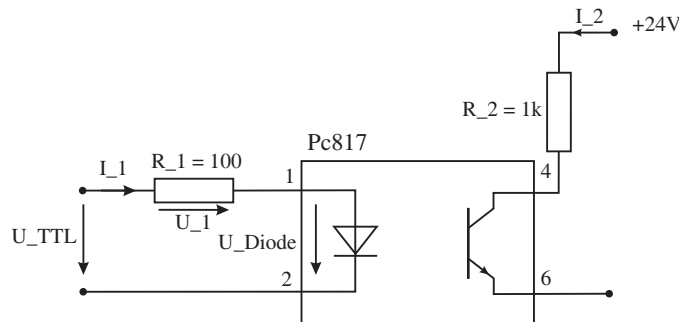 I_2
+24V
R_2 = 1k
Pc817
I_1
R_1 = 100
1
4
U_1
U_TTL
U_Diode
2
6